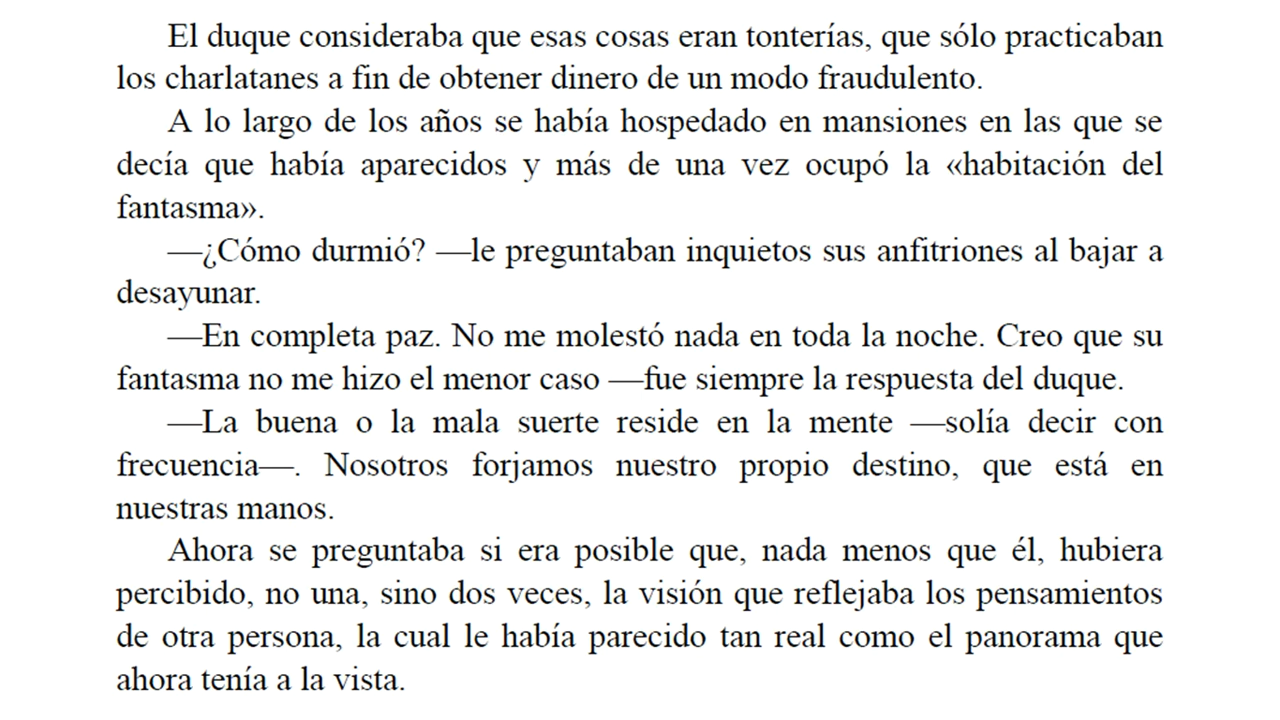 El duque consideraba que esas cosas eran tonterías, que sólo practicaban
los charlatanes a fin de obtener dinero de un modo fraudulento.
A lo largo de los años se había hospedado en mansiones en las que se
decía que había aparecidos y más de una vez ocupó la «habitación del
fantasma».
—¿Cómo durmió? —le preguntaban inquietos sus anfitriones al bajar a
desayunar.
—En completa paz. No me molestó nada en toda la noche. Creo que su
fantasma no me hizo el menor caso —fue siempre la respuesta del duque.
—La buena o la mala suerte reside en la mente —solía decir con
frecuencia—. Nosotros forjamos nuestro propio destino, que está en
nuestras manos.
Ahora se preguntaba si era posible que, nada menos que él, hubiera
percibido, no una, sino dos veces, la visión que reflejaba los pensamientos
de otra persona, la cual le había parecido tan real como el panorama que
ahora tenía a la vista.